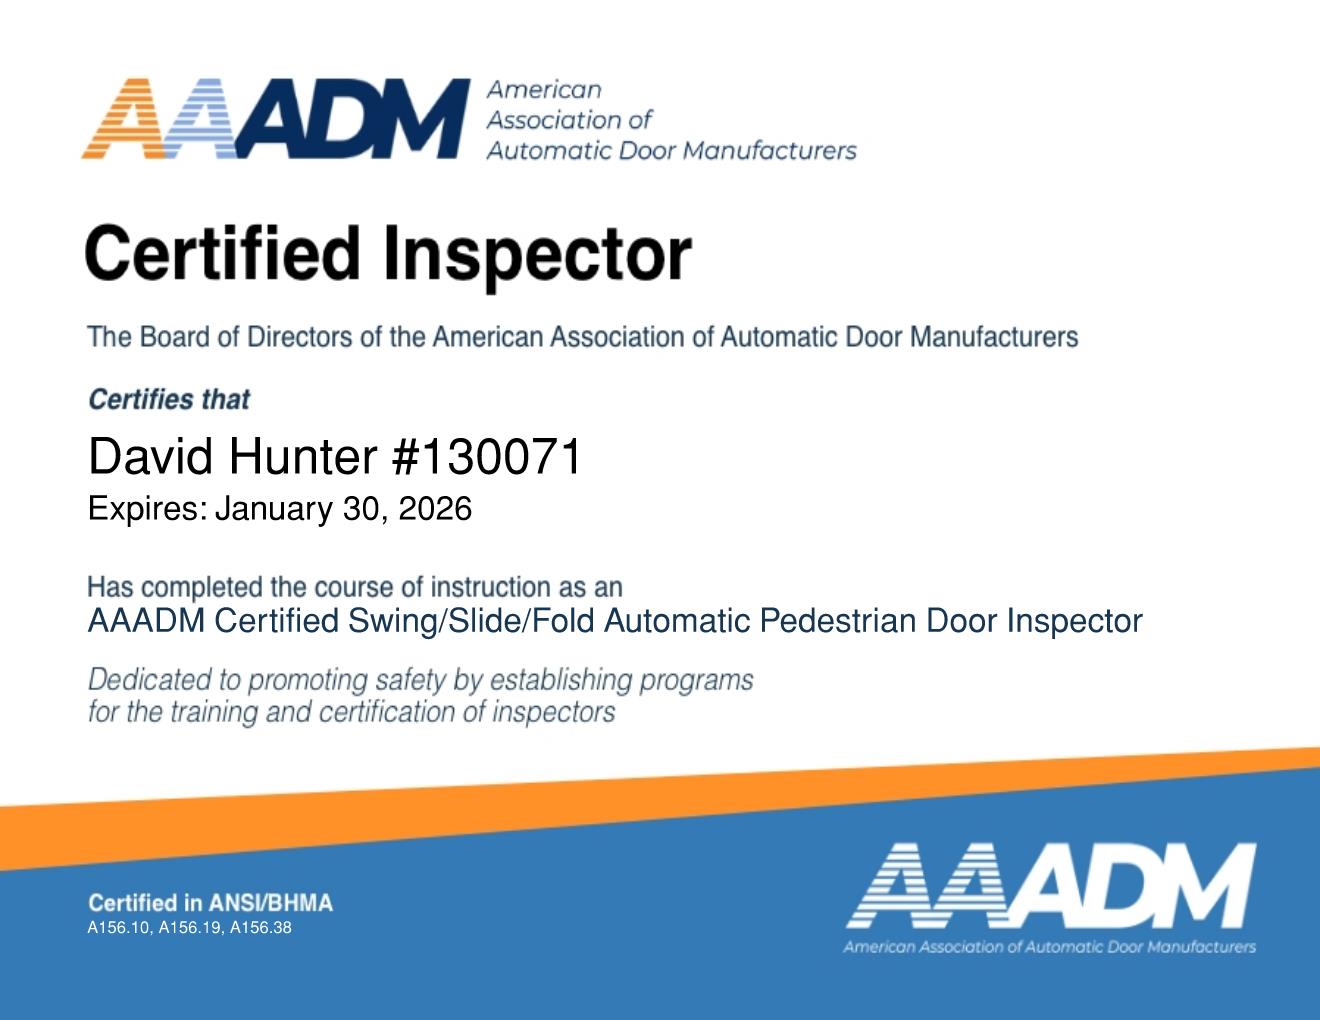 AAADM
American
Association of
Automatic Door Manufacturers
Certified Inspector
The Board of Directors of the American Association of Automatic Door Manufacturers
Certifies that
David Hunter #130071
Expires: January 30, 2026
Has completed the course of instruction as an
AAADM Certified Swing/Slide/Fold Automatic Pedestrian Door Inspector
Dedicated to promoting safety by establishing programs
for the training and certification of inspectors
Certified in ANSI/BHMA
A156.10, A156.19, A156.38
AAADM
American Association of Automatic Door Manufacturers